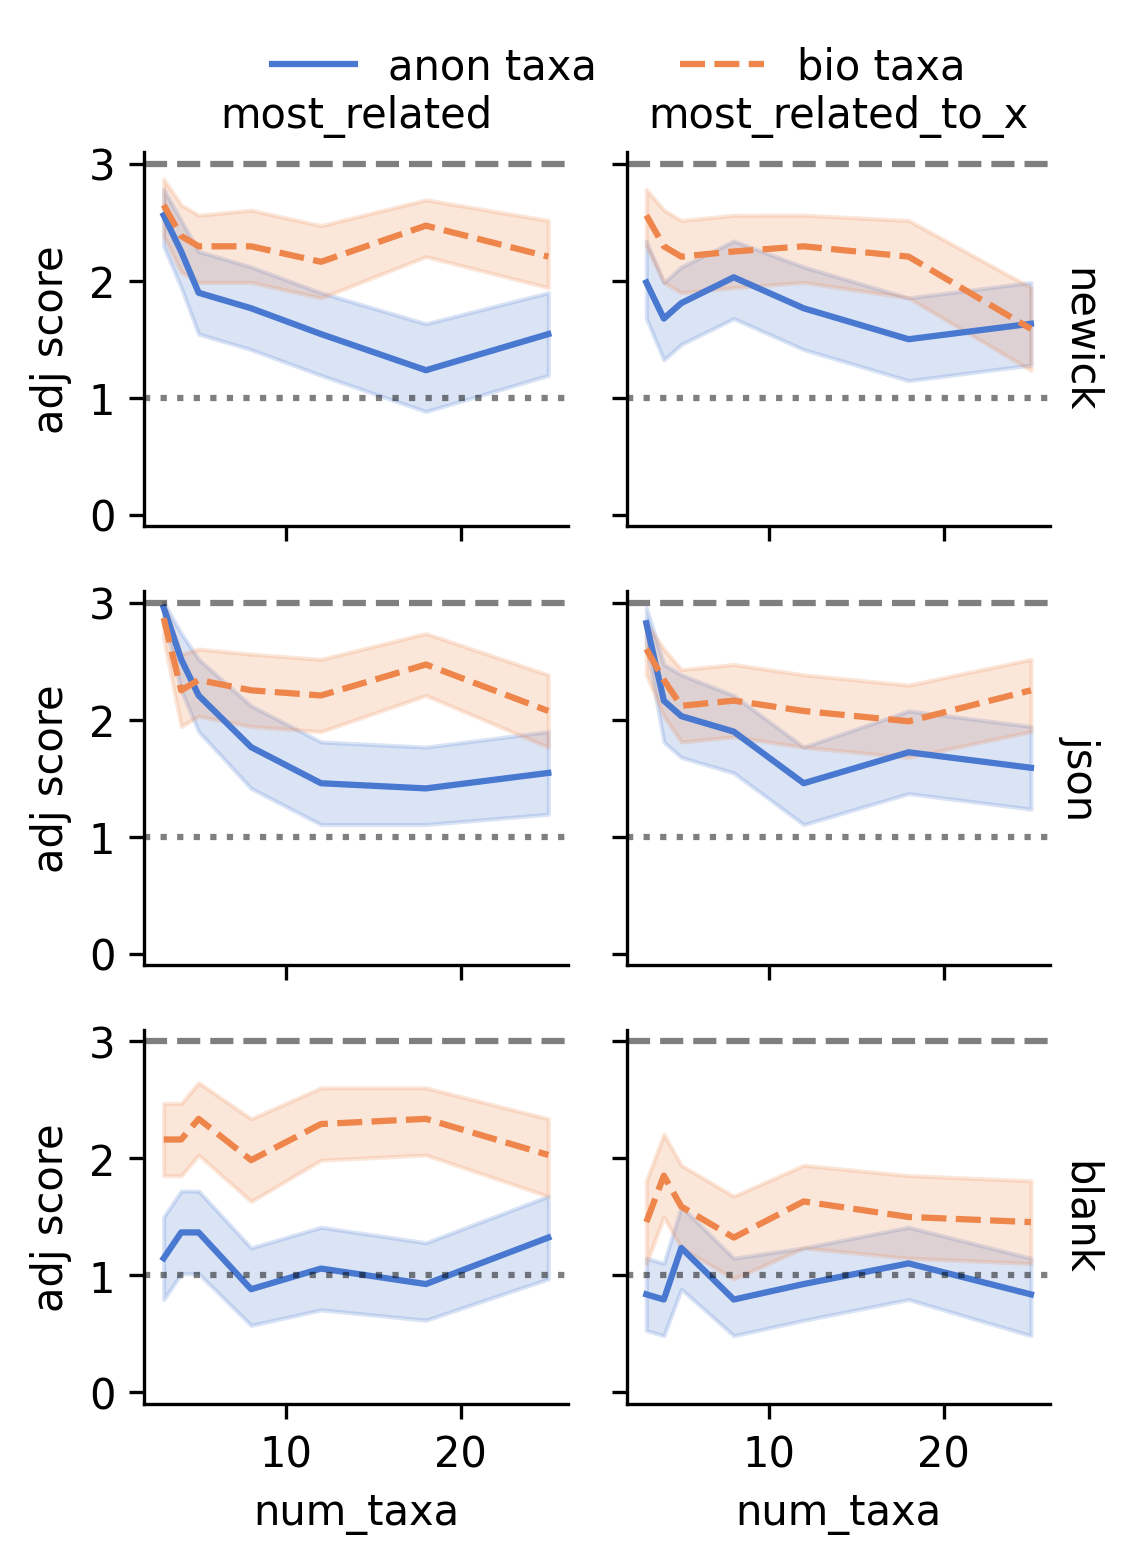 anon taxa bio taxa
most_related most_related_to_x
3
2
1
0
adj score
newick
3
2
1
0
adj score
json
3
2
1
0
adj score
blank
10 20 10 20
num_taxa num_taxa